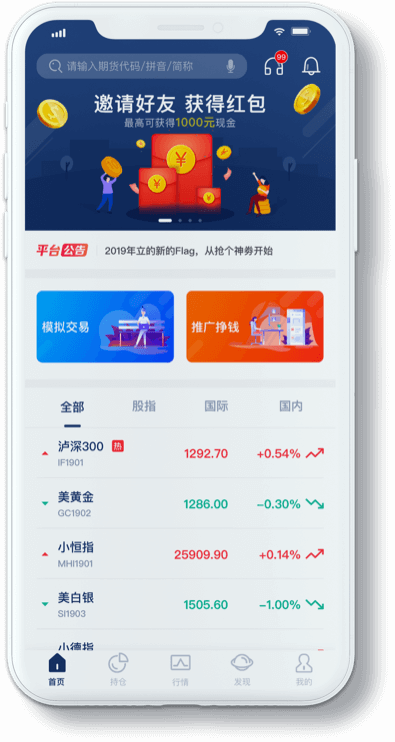 请输入期货代码/拼音/简称
99
邀请好友 获得红包
最高可获得1000元现金
平台公告
2019年立的新的Flag，从抢个神券开始
模拟交易
推广挣钱
全部 股指 国际 国内
泸深300 热
IF1901
1292.70 +0.54%
美黄金
GC1902
1286.00 -0.30%
小恒指
MHI1901
25909.90 +0.14%
美白银
SI1903
1505.60 -1.00%
小德指
首页 持仓 行情 发现 我的